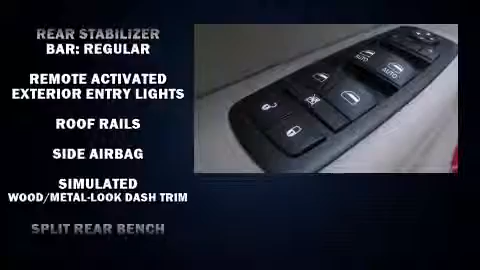 REAR STABILIZER
BAR: REGULAR
REMOTE ACTIVATED
EXTERIOR ENTRY LIGHTS
ROOF RAILS
SIDE AIRBAG
SIMULATED
WOOD/METAL-LOOK DASH TRIM
SPLIT REAR BENCH
AUTO
AUTO